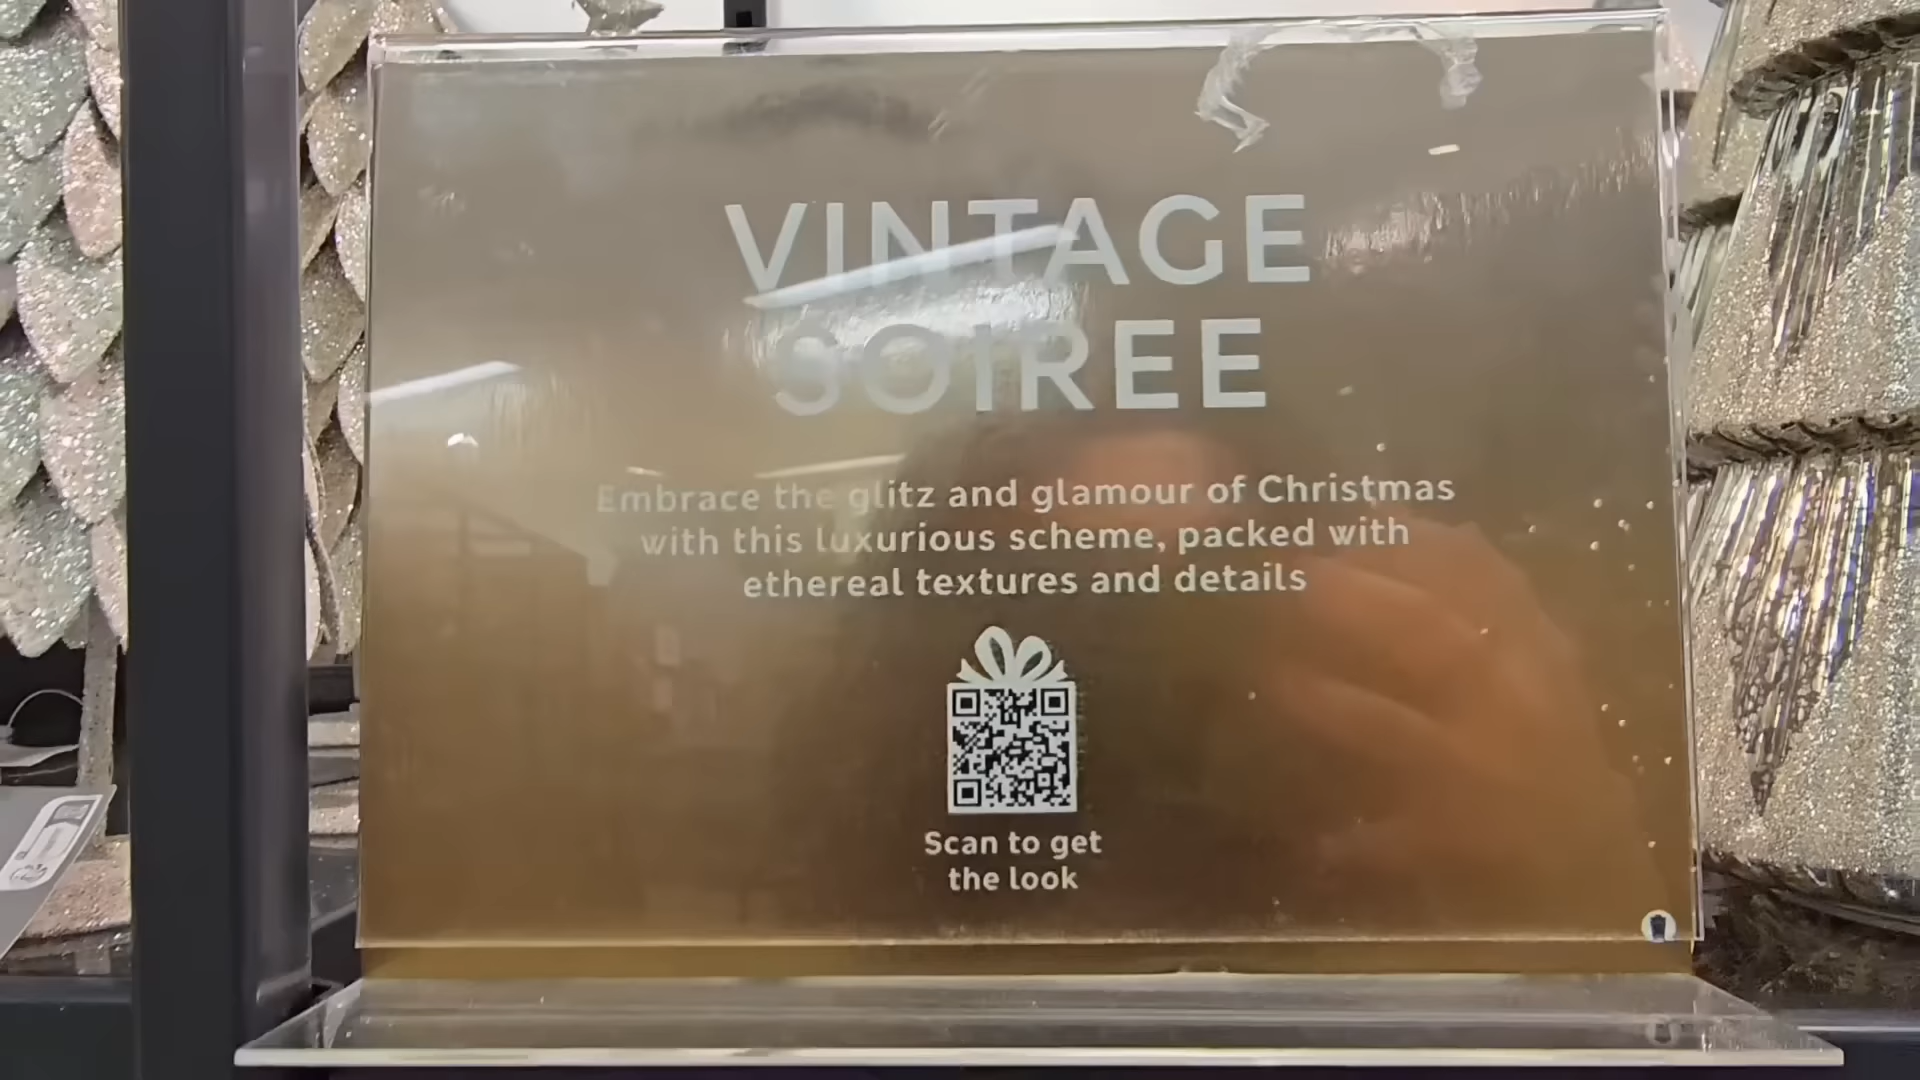 VINTAGE
SOIREE
Embrace the glitz and glamour of Christmas
with this luxurious scheme, packed with
ethereal textures and details
Scan to get
the look